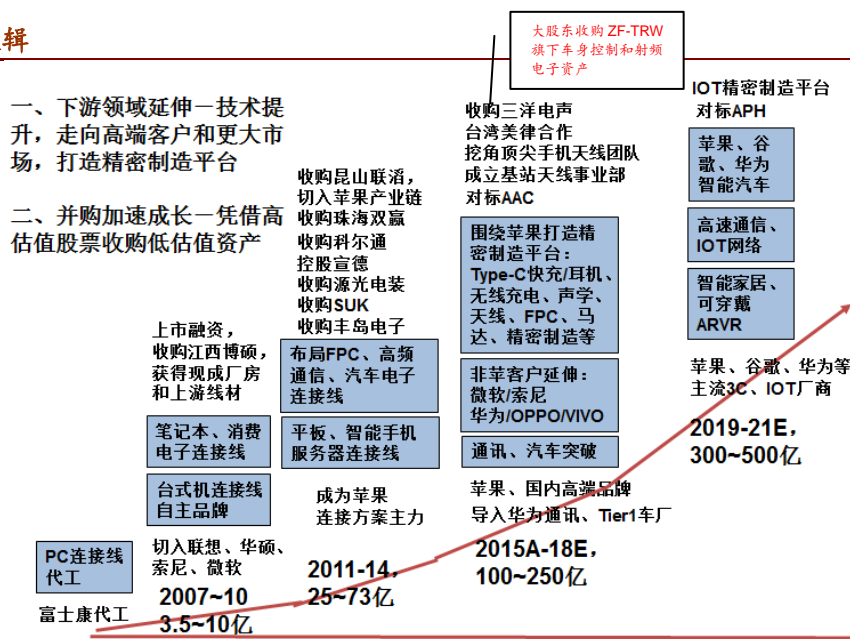 辑
大股东收购 ZF-TRW
旗下车身控制和射频
电子资产
一、下游领域延伸－技术提
升，走向高端客户和更大市
场，打造精密制造平台
二、并购加速成长－凭借高
估值股票收购低估值资产
PC连接线
代工
富士康代工
上市融资，
收购江西博硕，
获得现成厂房
和上游线材
笔记本、消费
电子连接线
台式机连接线
自主品牌
切入联想、华硕、
索尼、微软
2007~10
3.5~10亿
收购昆山联滔，
切入苹果产业链
收购珠海双赢
收购科尔通
控股宣德
收购源光电装
收购SUK
收购丰岛电子
布局FPC、高频
通信、汽车电子
连接线
平板、智能手机
服务器连接线
成为苹果
连接方案主力
2011-14，
25~73亿
收购三洋电声
台湾美律合作
挖角顶尖手机天线团队
成立基站天线事业部
对标AAC
围绕苹果打造精
密制造平台：
Type-C快充/耳机、
无线充电、声学、
天线、FPC、马
达、精密制造等
非苹客户延伸：
微软/索尼
华为/OPPO/VIVO
通讯、汽车突破
苹果、国内高端品牌
导入华为通讯、Tier1车厂
2015A-18E，
100~250亿
IOT精密制造平台
对标APH
苹果、谷
歌、华为
智能汽车
高速通信、
IOT网络
智能家居、
可穿戴
ARVR
苹果、谷歌、华为等
主流3C、IOT厂商
2019-21E，
300~500亿